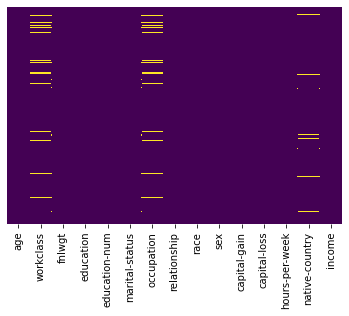 age
workclass
fnlwgt
education
education-num
marital-status
occupation
relationship
race
sex
capital-gain
capital-loss
hours-per-week
native-country
income